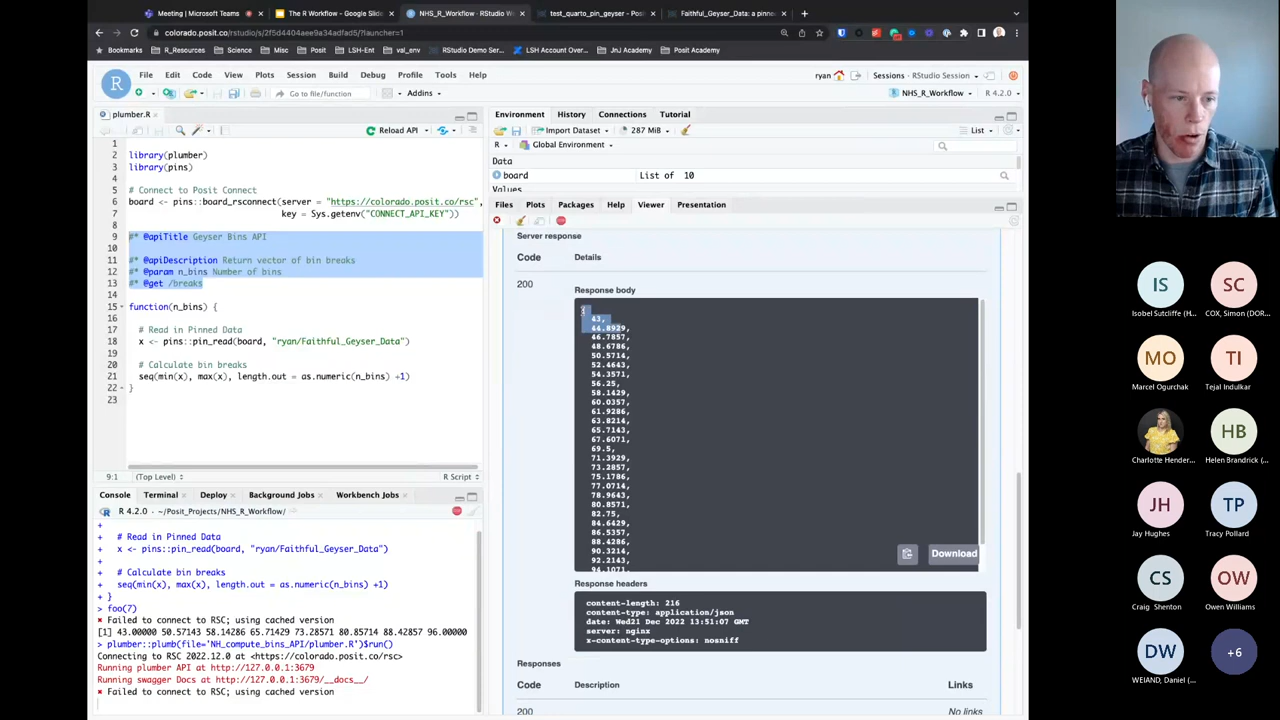 Meeting | Microsoft Teams
The R Workflow - Google Slide
NHS_R_Workflow - RStudio W
test_quarto_pin_geyser - Pos
Faithful_Geyser_Data: a pinne
colorado.posit.co/rstudio/s/2f5d4404aee9a34adfad5/?launcher=1
Bookmarks
R_Resources
Science
Misc
Posit
LSH-Ent
val_env
RStudio Demo Ser...
LSH Account Over...
JnJ Academy
Posit Academy
File Edit Code View Plots Session Build Debug Profile Tools Help
ryan
Sessions
RStudio Session
Go to file/function
Addins
NHS_R_Workflow
R 4.2.0
plumber.R
Reload API
1
2 library(plumber)
3 library(pins)
4
5 # Connect to Posit Connect
6 board <- pins::board_rsconnect(server = "https://colorado.posit.co/rsc",
7 key = Sys.getenv("CONNECT_API_KEY"))
8
9 #* @apiTitle Geyser Bins API
10
11 #* @apiDescription Return vector of bin breaks
12 #* @param n_bins Number of bins
13 #* @get /breaks
14
15 function(n_bins) {
16
17 # Read in Pinned Data
18 x <- pins::pin_read(board, "ryan/Faithful_Geyser_Data")
19
20 # Calculate bin breaks
21 seq(min(x), max(x), length.out = as.numeric(n_bins) +1)
22 }
23
9:1 (Top Level) R Script
Console Terminal Deploy Background Jobs Workbench Jobs
R 4.2.0 · ~/Posit_Projects/NHS_R_Workflow/
+
+ # Read in Pinned Data
+ x <- pins::pin_read(board, "ryan/Faithful_Geyser_Data")
+
+ # Calculate bin breaks
+ seq(min(x), max(x), length.out = as.numeric(n_bins) +1)
+ }
> foo(7)
✖ Failed to connect to RSC; using cached version
[1] 43.00000 50.57143 58.14286 65.71429 73.28571 80.85714 88.42857 96.00000
> plumber::plumb(file='NH_compute_bins_API/plumber.R')$run()
Connecting to RSC 2022.12.0 at <https://colorado.posit.co/rsc>
Running plumber API at http://127.0.0.1:3679
Running swagger Docs at http://127.0.0.1:3679/__docs__/
✖ Failed to connect to RSC; using cached version
Environment History Connections Tutorial
Import Dataset
287 MiB
List
R
Global Environment
Data
board List of 10
Values
Files Plots Packages Help Viewer Presentation
Server response
Code Details
200
Response body
[
43,
44.8929,
46.7857,
48.6786,
50.5714,
52.4643,
54.3571,
56.25,
58.1429,
60.0357,
61.9286,
63.8214,
65.7143,
67.6071,
69.5,
71.3929,
73.2857,
75.1786,
77.0714,
78.9643,
80.8571,
82.75,
84.6429,
86.5357,
88.4286,
90.3214,
92.2143,
94.1071,
Download
Response headers
content-length: 216
content-type: application/json
date: Wed21 Dec 2022 13:51:07 GMT
server: nginx
x-content-type-options: nosniff
Responses
Code Description Links
200 No links
IS
Isobel Sutcliffe (H...
SC
COX, Simon (DOR...
MO
Marcel Ogurchak
TI
Tejal Indulkar
Charlotte Hender...
HB
Helen Brandrick (...
JH
Jay Hughes
TP
Tracy Pollard
CS
Craig Shenton
OW
Owen Williams
DW
WEIAND, Daniel (...
+6